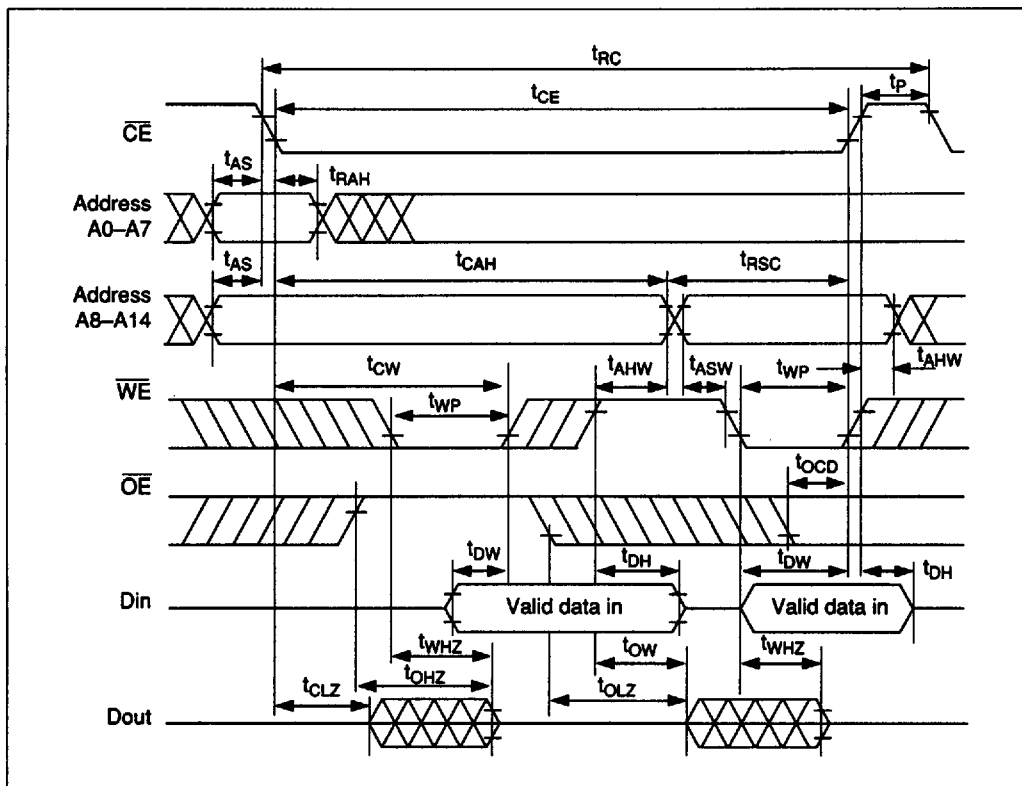 tRC
tCE
tP
CE
tAS
tRAH
Address
A0–A7
tAS
tCAH
tRSC
Address
A8–A14
tCW
tAHW
tASW
tWP
tAHW
WE
tWP
OE
tOCD
tDW
tDH
tDW
tDH
Din
Valid data in
Valid data in
tWHZ
tOW
tWHZ
tOHZ
tCLZ
tOLZ
Dout